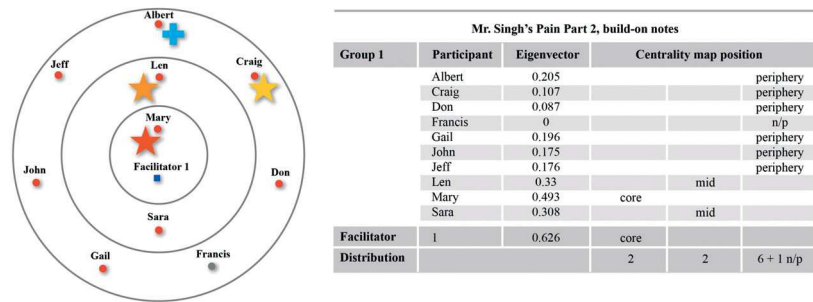 Albert
Jeff
Len
Craig
Mary
Facilitator 1
John
Don
Sara
Gail
Francis
Mr. Singh's Pain Part 2, build-on notes
Group 1 Participant Eigenvector Centrality map position
Albert 0.205 periphery
Craig 0.107 periphery
Don 0.087 periphery
Francis 0 n/p
Gail 0.196 periphery
John 0.175 periphery
Jeff 0.176 periphery
Len 0.33 mid
Mary 0.493 core
Sara 0.308 mid
Facilitator 1 0.626 core
Distribution 2 2 6 + 1 n/p